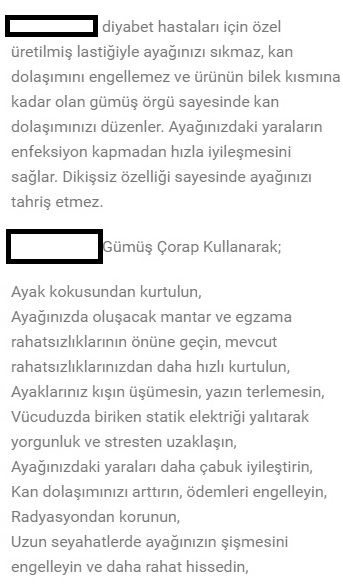 diyabet hastaları için özel
üretilmiş lastiğiyle ayağınızı sıkmaz, kan
dolaşımını engellemez ve ürünün bilek kısmına
kadar olan gümüş örgü sayesinde kan
dolaşımınızı düzenler. Ayağınızdaki yaraların
enfeksiyon kapmadan hızla iyileşmesini
sağlar. Dikişsiz özelliği sayesinde ayağınızı
tahriş etmez.
Gümüş Çorap Kullanarak;
Ayak kokusundan kurtulun,
Ayağınızda oluşacak mantar ve egzama
rahatsızlıklarının önüne geçin, mevcut
rahatsızlıklarınızdan daha hızlı kurtulun,
Ayaklarınız kışın üşümesin, yazın terlemesin,
Vücuduzda biriken statik elektriği yalıtarak
yorgunluk ve stresten uzaklaşın,
Ayağınızdaki yaraları daha çabuk iyileştirin,
Kan dolaşımınızı arttırın, ödemleri engelleyin,
Radyasyondan korunun,
Uzun seyahatlerde ayağınızın şişmesini
engelleyin ve daha rahat hissedin,